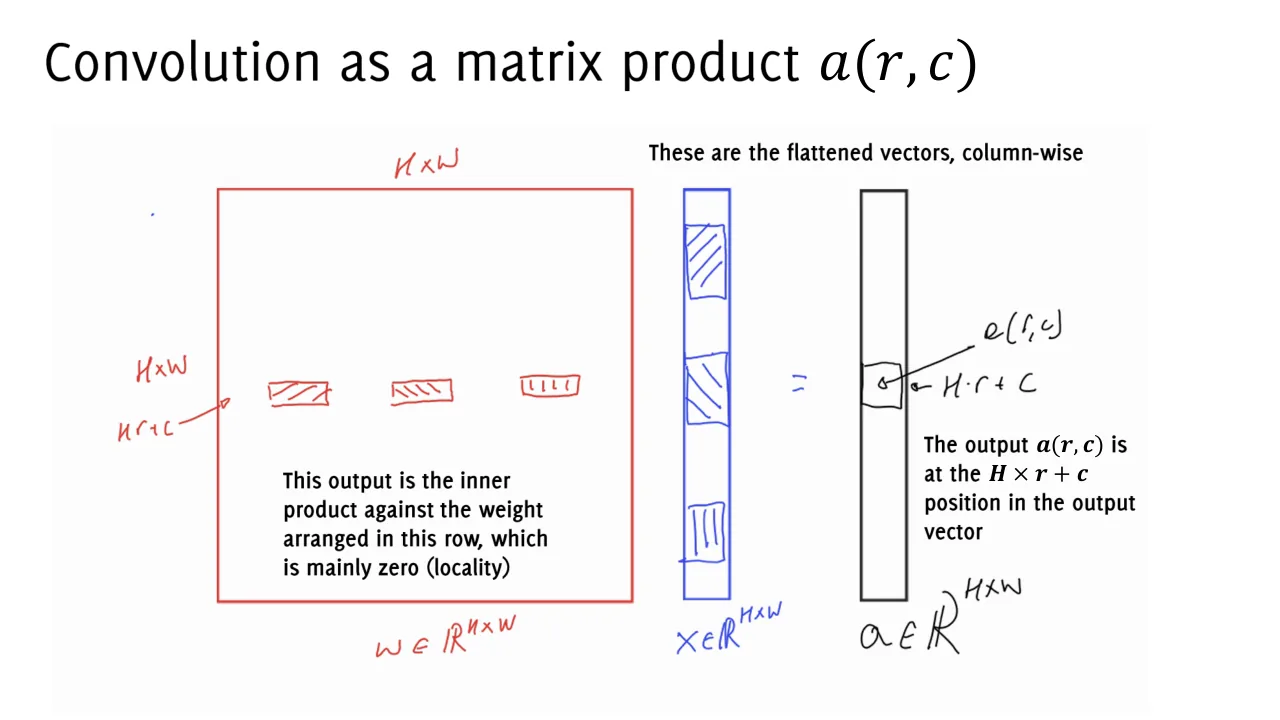 Convolution as a matrix product a(r, c)
These are the flattened vectors, column-wise
H×W
H×W
Hr+c
This output is the inner
product against the weight
arranged in this row, which
is mainly zero (locality)
w ∈ ℝ^H×W
x∈ℝ^H×W
=
a(r,c)
H·r+c
The output a(r, c) is
at the H × r + c
position in the output
vector
a∈ℝ^H×W